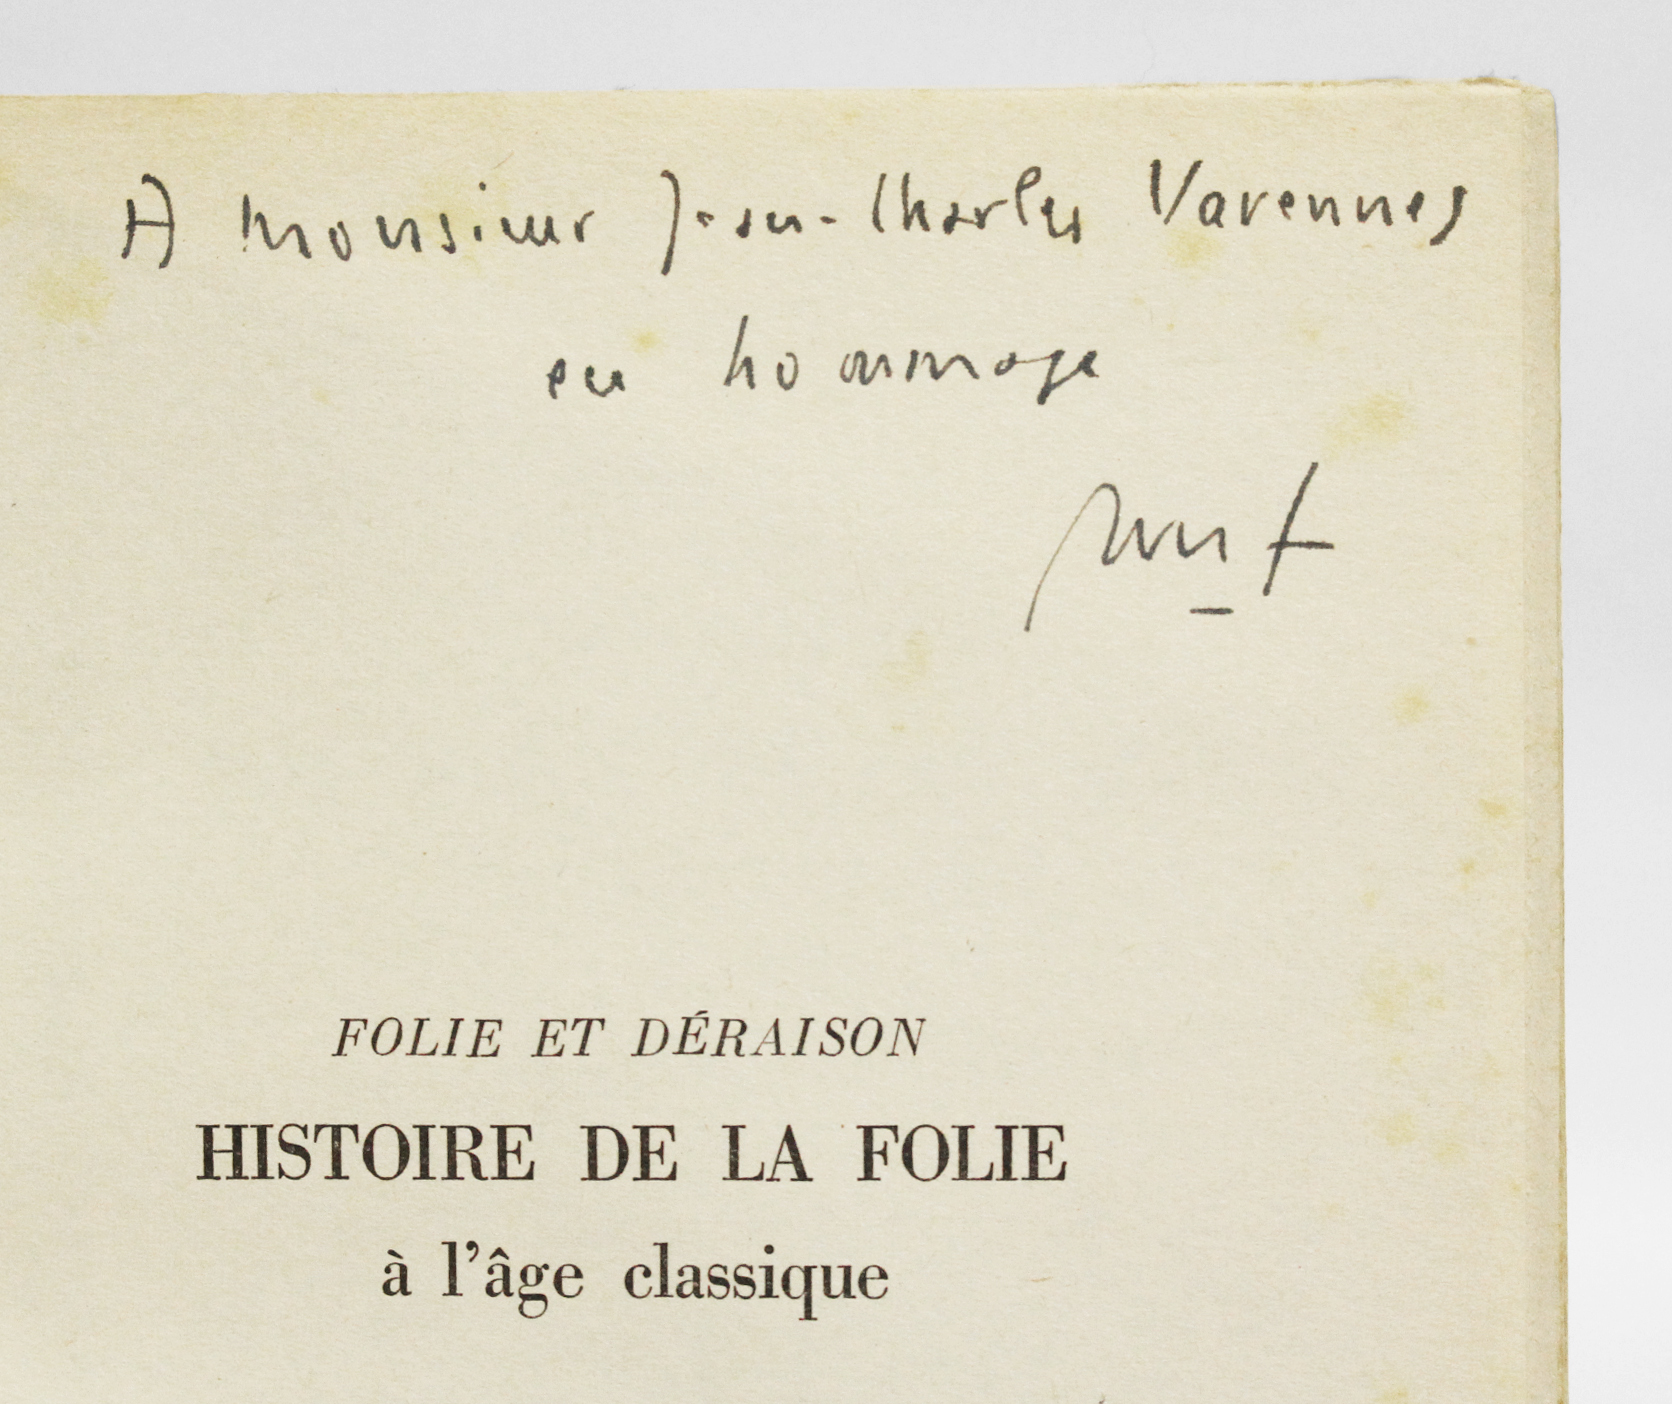 A Monsieur Jean-Charles Varennes
en hommage
FOLIE ET DÉRAISON
HISTOIRE DE LA FOLIE
à l'âge classique